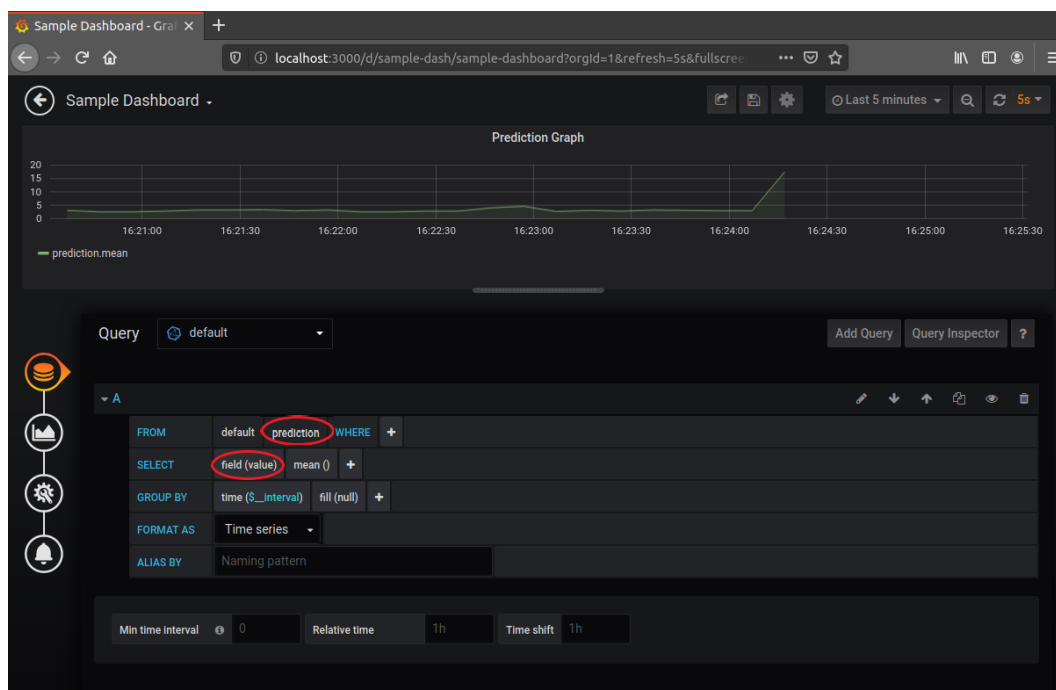 Sample Dashboard - Graf
localhost:3000/d/sample-dash/sample-dashboard?orgId=1&refresh=5s&fullscree
Sample Dashboard
Last 5 minutes 5s
Prediction Graph
20
15
10
5
0
16:21:00 16:21:30 16:22:00 16:22:30 16:23:00 16:23:30 16:24:00 16:24:30 16:25:00 16:25:30
prediction.mean
Query default Add Query Query Inspector ?
A
FROM default prediction WHERE +
SELECT field (value) mean () +
GROUP BY time ($__interval) fill (null) +
FORMAT AS Time series
ALIAS BY Naming pattern
Min time interval 0 Relative time 1h Time shift 1h